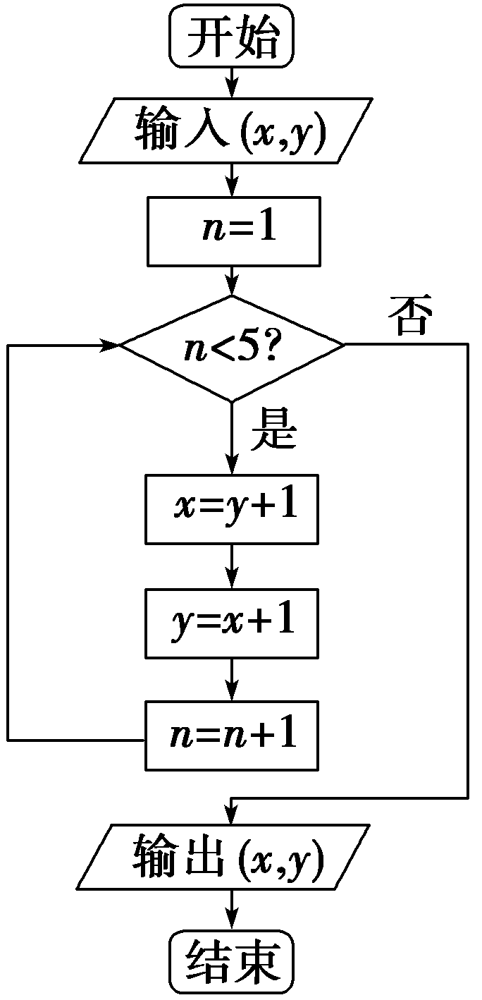 开始
输入(x,y)
n=1
n<5?
否
是
x=y+1
y=x+1
n=n+1
输出(x,y)
结束